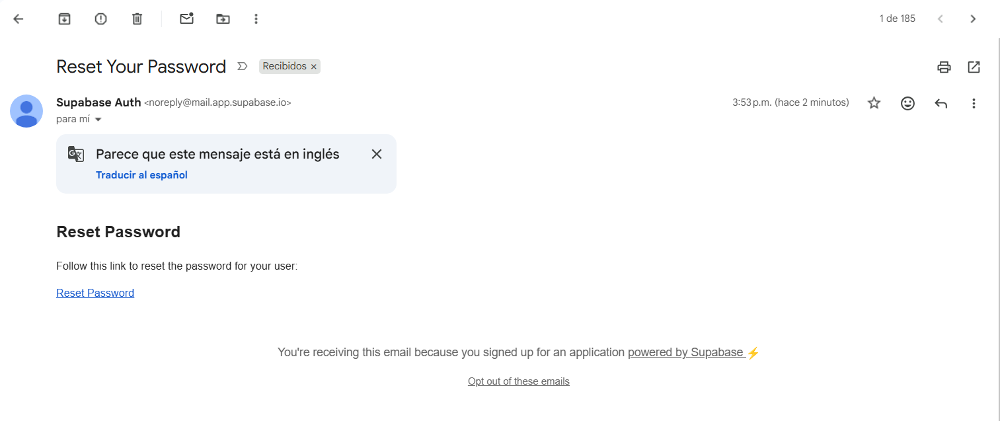 1 de 185
Reset Your Password
Recibidos ×
Supabase Auth <noreply@mail.app.supabase.io>
3:53 p.m. (hace 2 minutos)
para mí
Parece que este mensaje está en inglés
Traducir al español
Reset Password
Follow this link to reset the password for your user:
Reset Password
You're receiving this email because you signed up for an application powered by Supabase ⚡
Opt out of these emails